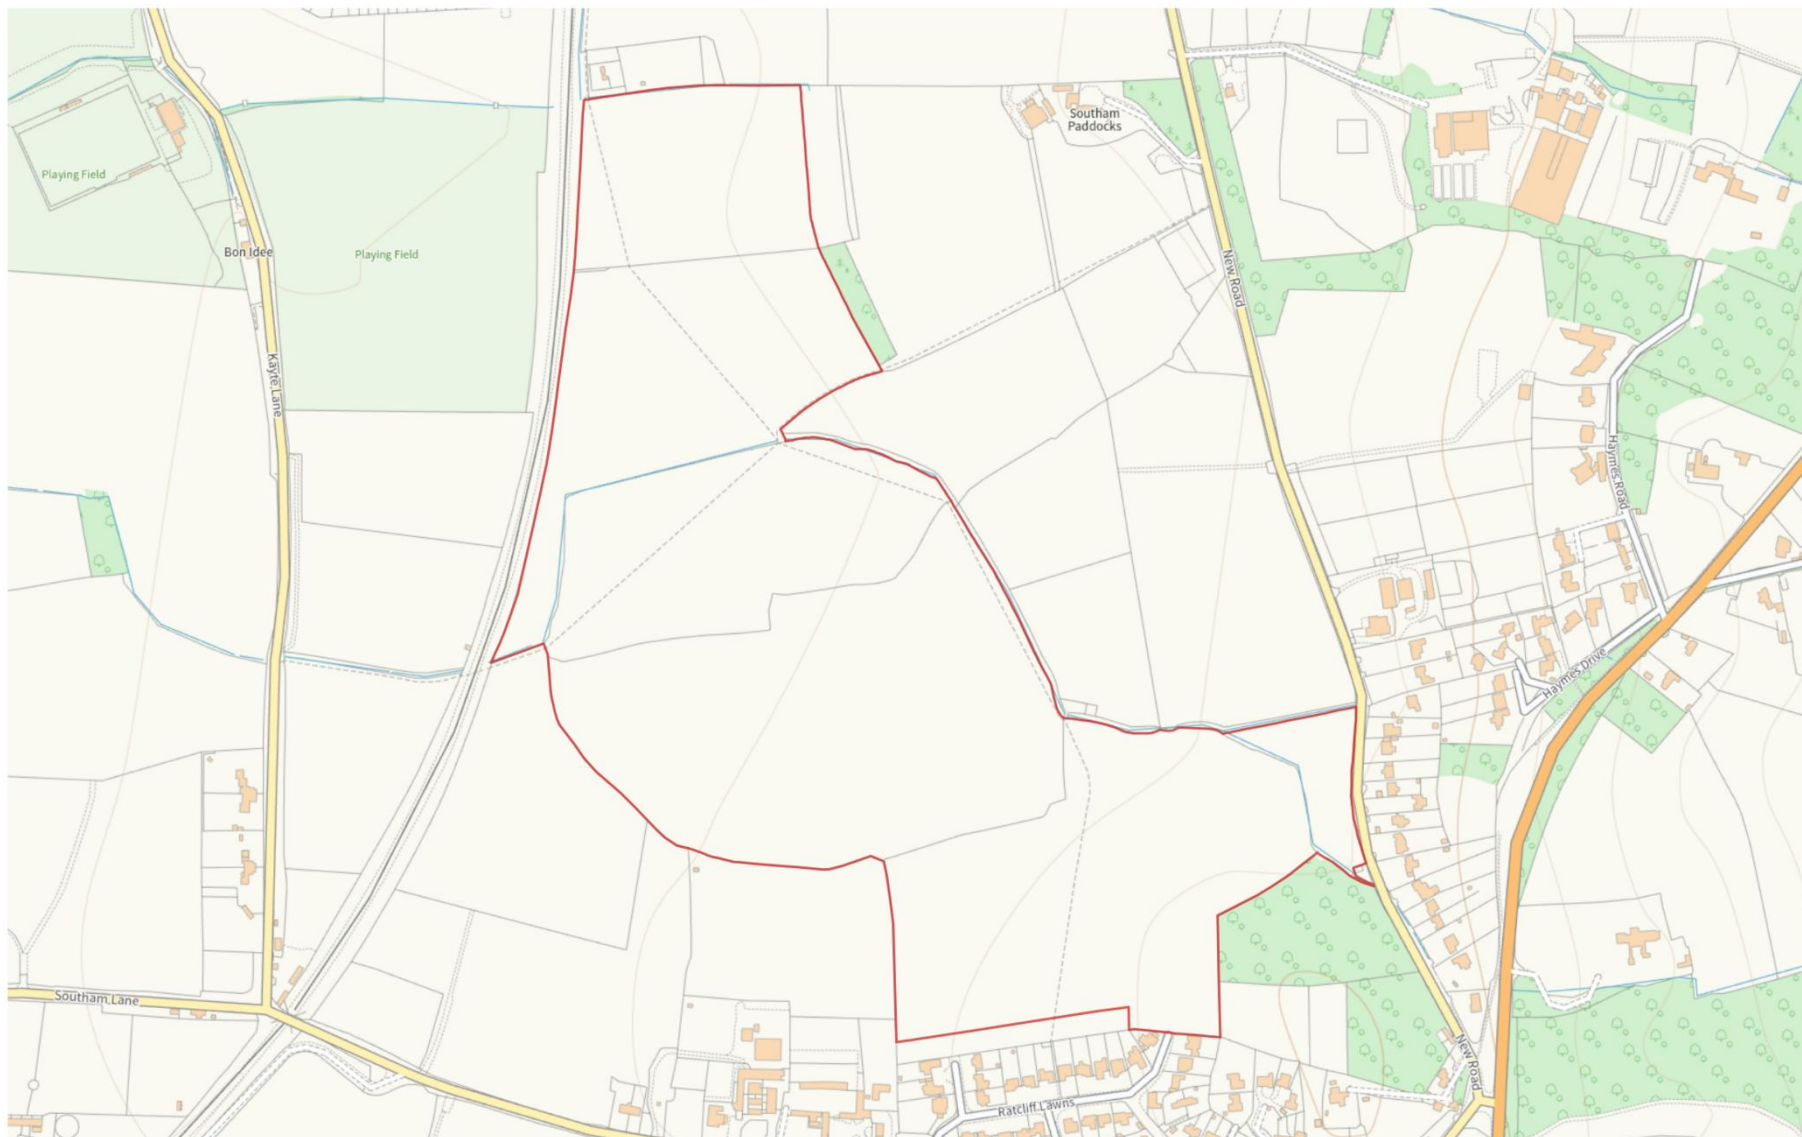 Southam
Paddocks
Playing Field
Bon Idee
Playing Field
New Road
Kayte Lane
Haymes Road
Haymes Drive
Southam Lane
New Road
Ratcliff Lawns